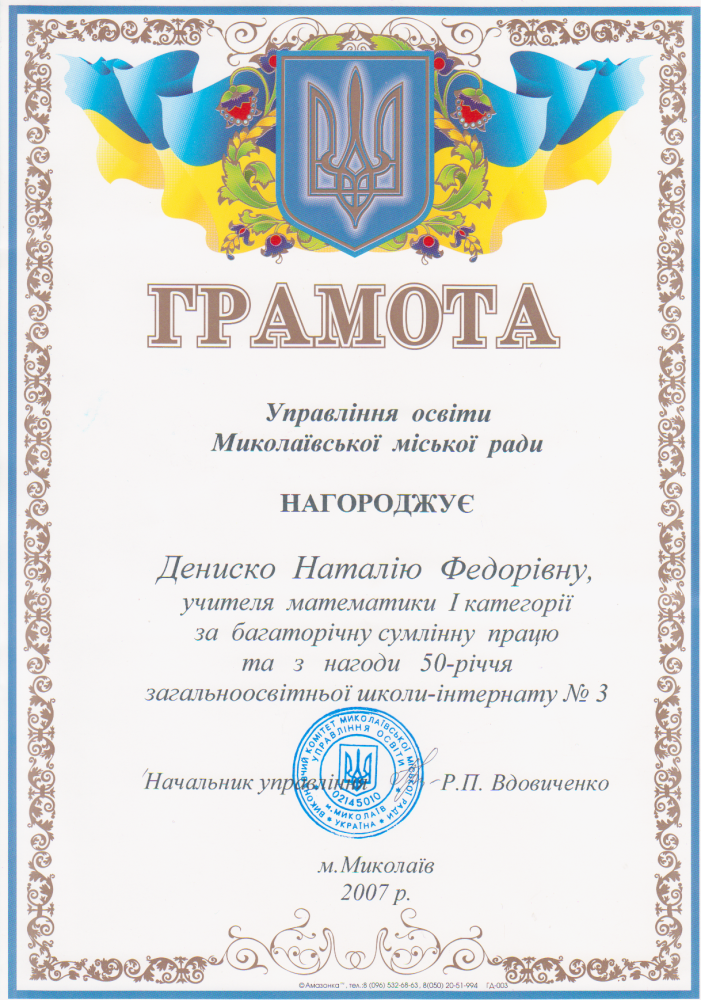 ГРАМОТА
Управління освіти
Миколаївської міської ради
НАГОРОДЖУЄ
Дениско Наталію Федорівну,
учителя математики І категорії
за багаторічну сумлінну працю
та з нагоди 50-річчя
загальноосвітньої школи-інтернату № 3
Начальник управління Р.П. Вдовиченко
ВИКОНАВЧИЙ КОМІТЕТ МИКОЛАЇВСЬКОЇ МІСЬКОЇ РАДИ
УПРАВЛІННЯ ОСВІТИ
02145010
м.МИКОЛАЇВ
* УКРАЇНА *
м.Миколаїв
2007 р.
© Амазонка™, тел.:8 (096) 532-68-63, 8(050) 20-51-994 ГД-003